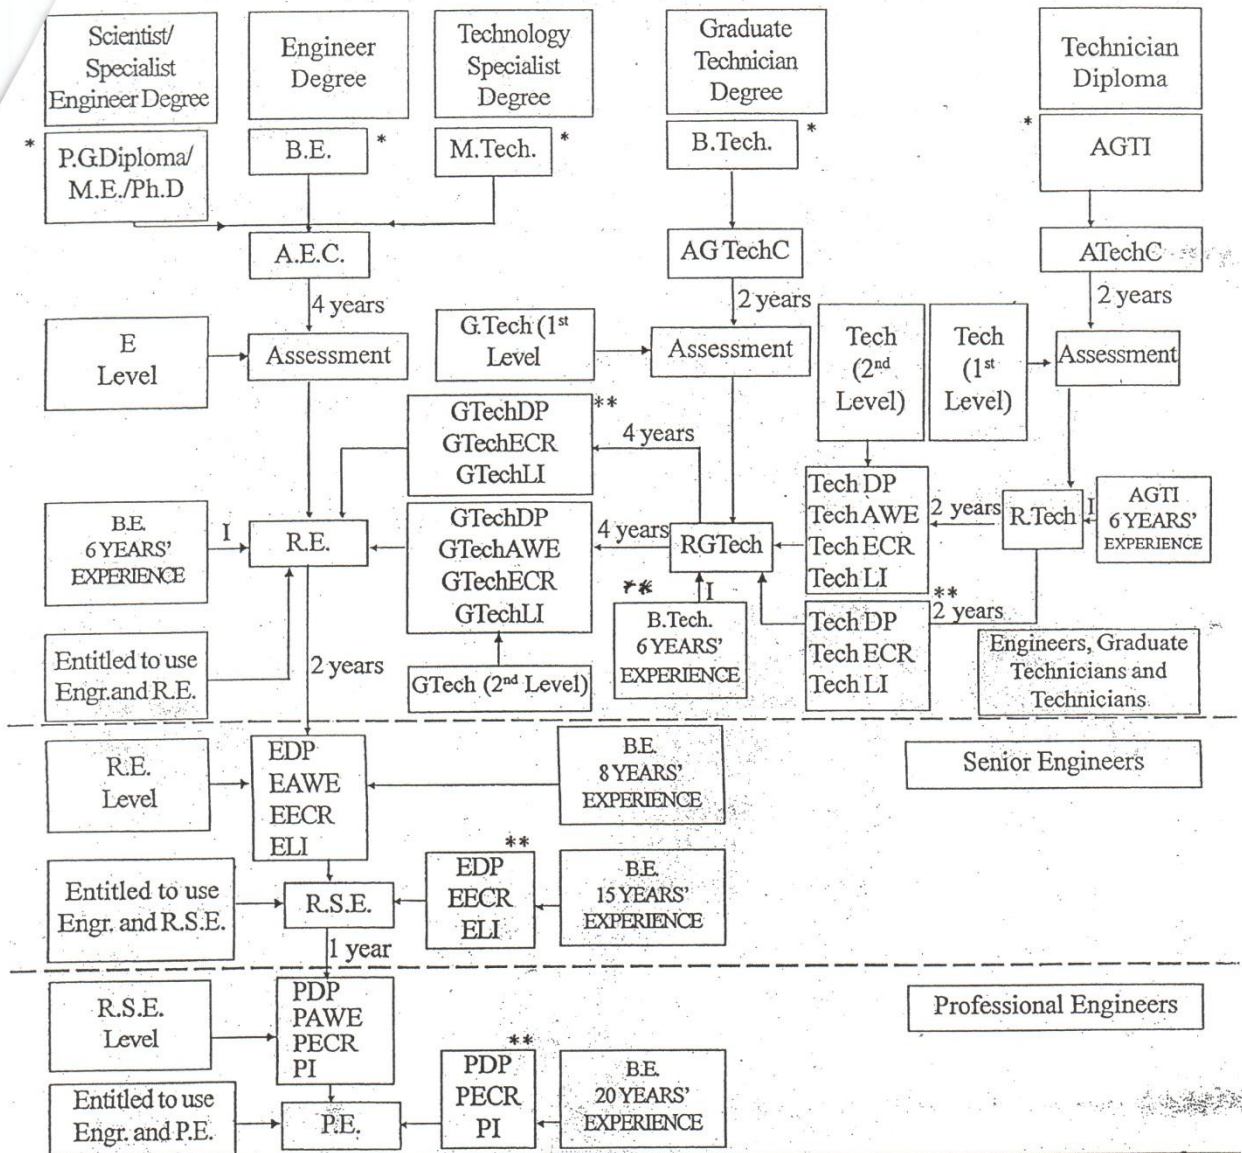 Scientist/
Specialist
Engineer Degree
Engineer
Degree
Technology
Specialist
Degree
Graduate
Technician
Degree
Technician
Diploma
*
P.G.Diploma/
M.E./Ph.D
B.E.
*
M.Tech.
*
B.Tech.
*
*
AGTI
A.E.C.
AG TechC
ATechC
4 years
2 years
2 years
E
Level
Assessment
G.Tech (1st
Level
Assessment
Tech
(2nd
Level)
Tech
(1st
Level)
Assessment
GTechDP
GTechECR
GTechLI
**
4 years
B.E.
6 YEARS'
EXPERIENCE
I
R.E.
GTechDP
GTechAWE
GTechECR
GTechLI
4 years
RGTech
Tech DP
Tech AWE
Tech ECR
Tech LI
2 years
R.Tech
I
AGTI
6 YEARS'
EXPERIENCE
**
I
B.Tech.
6 YEARS'
EXPERIENCE
**
2 years
Tech DP
Tech ECR
Tech LI
Entitled to use
Engr.and R.E.
2 years
GTech (2nd Level)
Engineers, Graduate
Technicians and
Technicians
R.E.
Level
EDP
EAWE
EECR
ELI
B.E.
8 YEARS'
EXPERIENCE
Senior Engineers
Entitled to use
Engr. and R.S.E.
R.S.E.
**
EDP
EECR
ELI
B.E.
15 YEARS'
EXPERIENCE
1 year
R.S.E.
Level
PDP
PAWE
PECR
PI
Professional Engineers
Entitled to use
Engr. and P.E.
P.E.
**
PDP
PECR
PI
B.E.
20 YEARS'
EXPERIENCE